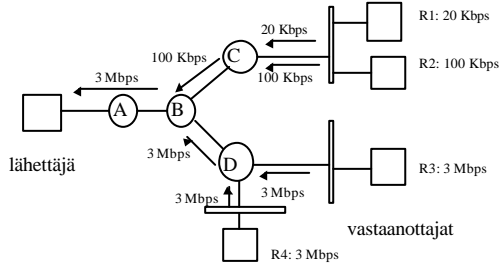 R1: 20 Kbps
20 Kbps
C
100 Kbps
R2: 100 Kbps
100 Kbps
3 Mbps
A
B
lähettäjä
3 Mbps
D
R3: 3 Mbps
3 Mbps
3 Mbps
vastaanottajat
R4: 3 Mbps